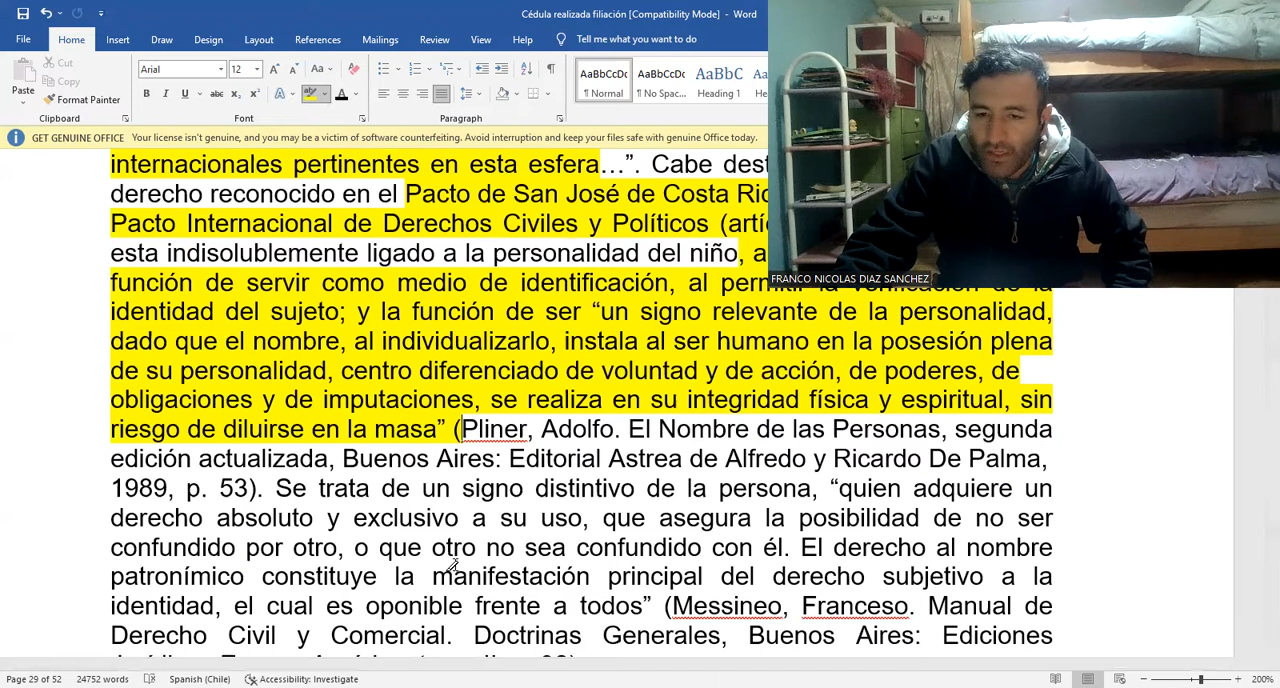 Cédula realizada filiación [Compatibility Mode] - Word
File Home Insert Draw Design Layout References Mailings Review View Help Tell me what you want to do
Paste Cut
Copy
Format Painter
Clipboard
Arial 12
Font
Paragraph
AaBbCcDc AaBbCcDc AaBbC
¶ Normal ¶ No Spac... Heading 1
GET GENUINE OFFICE Your license isn't genuine, and you may be a victim of software counterfeiting. Avoid interruption and keep your files safe with genuine Office today.
internacionales pertinentes en esta esfera…”. Cabe
derecho reconocido en el Pacto de San José de Costa
Pacto Internacional de Derechos Civiles y Políticos
esta indisolublemente ligado a la personalidad del niño,
FRANCO NICOLAS DIAZ SANCHEZ
función de servir como medio de identificación, al
identidad del sujeto; y la función de ser “un signo relevante de la personalidad,
dado que el nombre, al individualizarlo, instala al ser humano en la posesión plena
de su personalidad, centro diferenciado de voluntad y de acción, de poderes, de
obligaciones y de imputaciones, se realiza en su integridad física y espiritual, sin
riesgo de diluirse en la masa” (Pliner, Adolfo. El Nombre de las Personas, segunda
edición actualizada, Buenos Aires: Editorial Astrea de Alfredo y Ricardo De Palma,
1989, p. 53). Se trata de un signo distintivo de la persona, “quien adquiere un
derecho absoluto y exclusivo a su uso, que asegura la posibilidad de no ser
confundido por otro, o que otro no sea confundido con él. El derecho al nombre
patronímico constituye la manifestación principal del derecho subjetivo a la
identidad, el cual es oponible frente a todos” (Messineo, Franceso. Manual de
Derecho Civil y Comercial. Doctrinas Generales, Buenos Aires: Ediciones
Page 29 of 52 24752 words Spanish (Chile) Accessibility: Investigate 200%